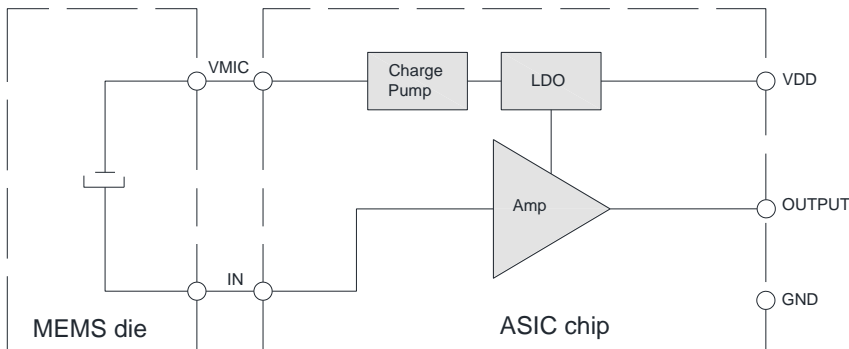 VMIC
Charge
Pump
LDO
VDD
Amp
OUTPUT
IN
GND
MEMS die
ASIC chip